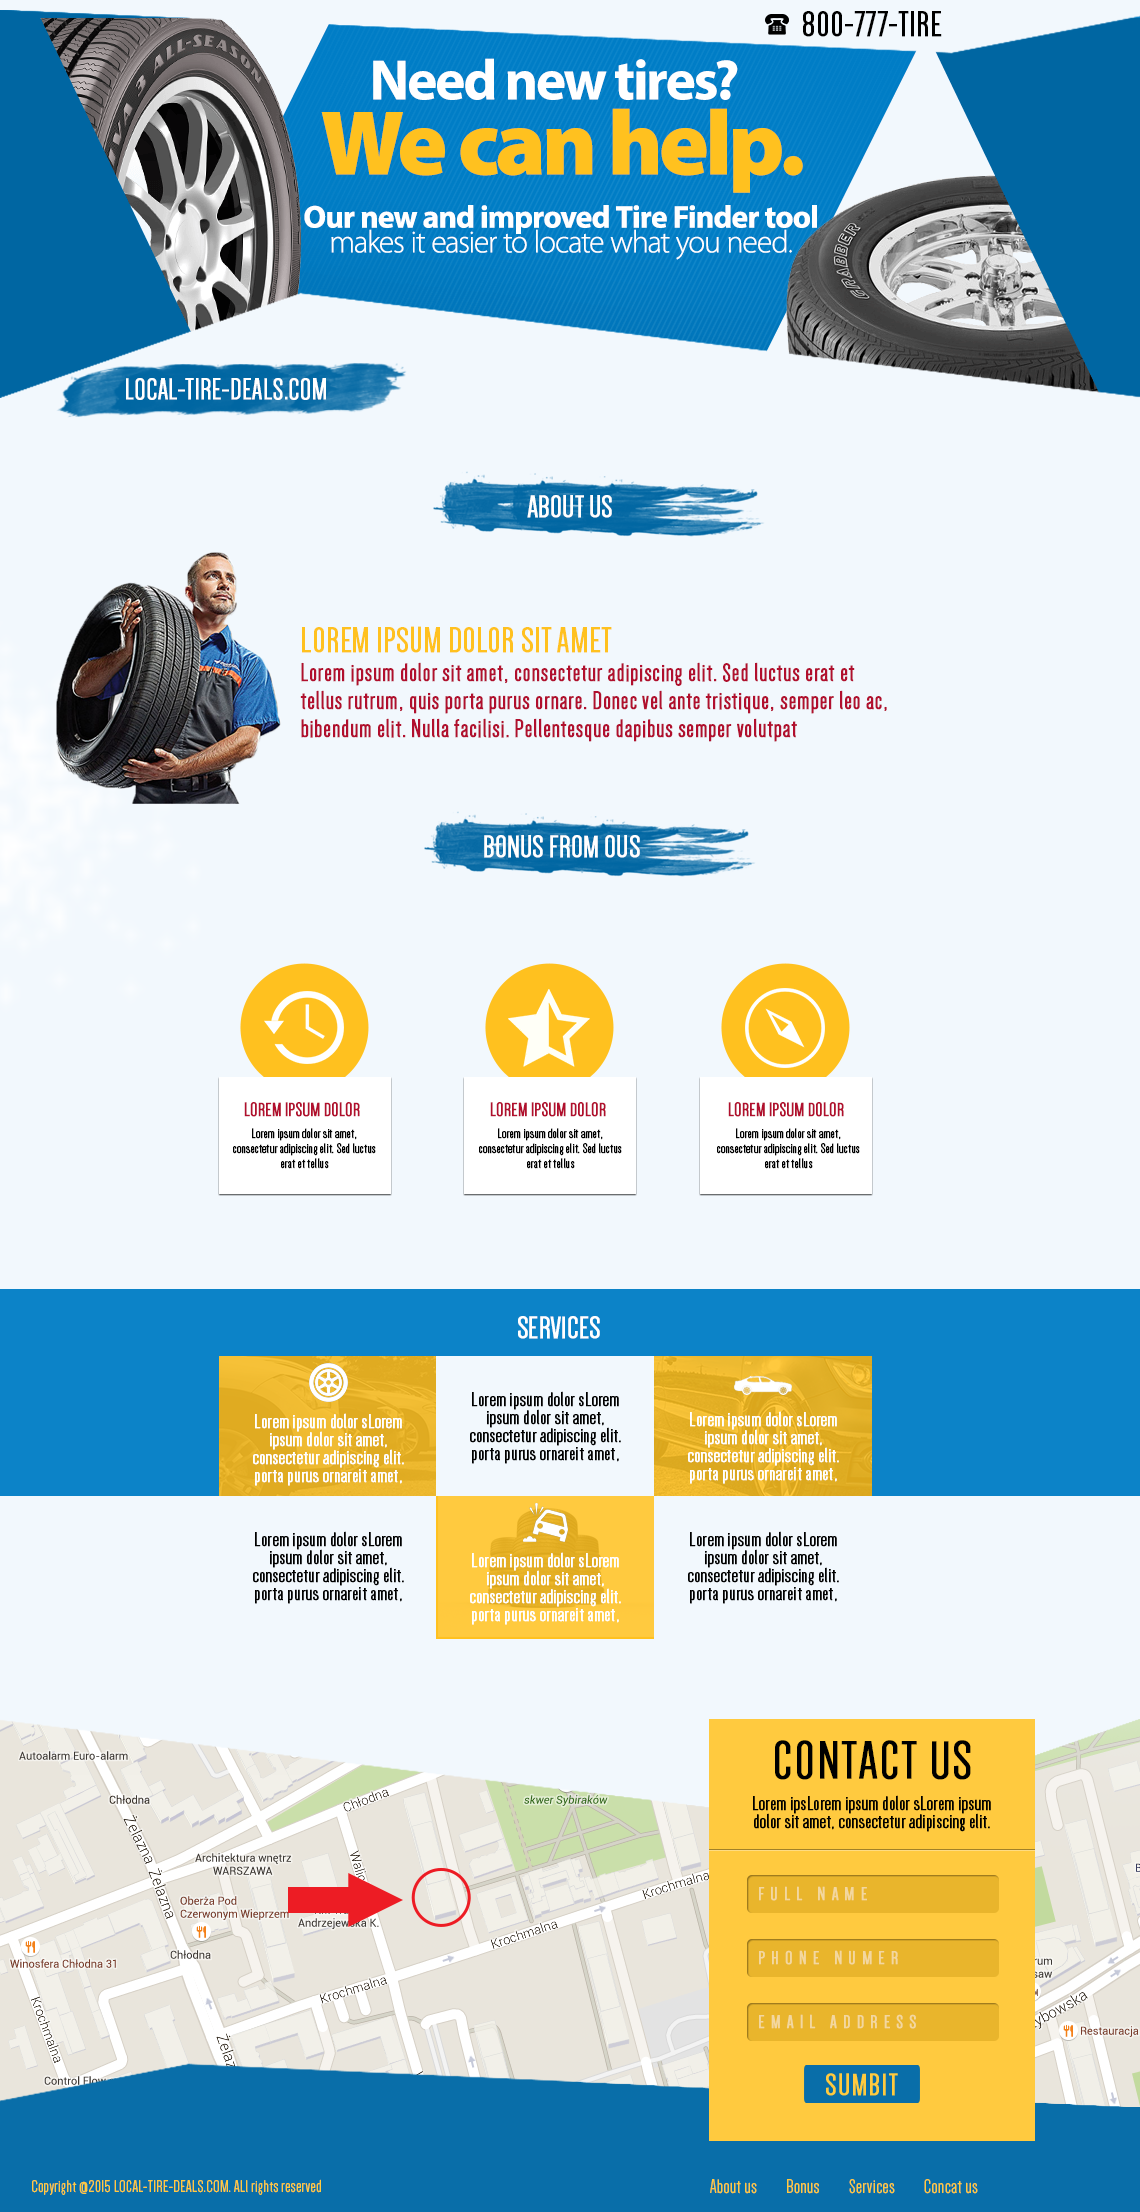 800-777-TIRE
VA 3 ALL-SEASON
Need new tires?
We can help.
Our new and improved Tire Finder tool
makes it easier to locate what you need.
GRABBER
LOCAL-TIRE-DEALS.COM
ABOUT US
LOREM IPSUM DOLOR SIT AMET
Lorem ipsum dolor sit amet, consectetur adipiscing elit. Sed luctus erat et
tellus rutrum, quis porta purus ornare. Donec vel ante tristique, semper leo ac,
bibendum elit. Nulla facilisi. Pellentesque dapibus semper volutpat
BONUS FROM OUS
LOREM IPSUM DOLOR
Lorem ipsum dolor sit amet,
consectetur adipiscing elit. Sed luctus
erat et tellus
LOREM IPSUM DOLOR
Lorem ipsum dolor sit amet,
consectetur adipiscing elit. Sed luctus
erat et tellus
LOREM IPSUM DOLOR
Lorem ipsum dolor sit amet,
consectetur adipiscing elit. Sed luctus
erat et tellus
SERVICES
Lorem ipsum dolor sLorem
ipsum dolor sit amet,
consectetur adipiscing elit.
porta purus ornareit amet,
Lorem ipsum dolor sLorem
ipsum dolor sit amet,
consectetur adipiscing elit.
porta purus ornareit amet,
Lorem ipsum dolor sLorem
ipsum dolor sit amet,
consectetur adipiscing elit.
porta purus ornareit amet,
Lorem ipsum dolor sLorem
ipsum dolor sit amet,
consectetur adipiscing elit.
porta purus ornareit amet,
Lorem ipsum dolor sLorem
ipsum dolor sit amet,
consectetur adipiscing elit.
porta purus ornareit amet,
Lorem ipsum dolor sLorem
ipsum dolor sit amet,
consectetur adipiscing elit.
porta purus ornareit amet,
Autoalarm Euro-alarm
Chłodna
Chłodna
skwer Sybiraków
Żelazna
Żelazna
Architektura wnętrz
WARSZAWA
Walic
Oberża Pod
Czerwonym Wieprzem
Andrzejewska K.
Krochmalna
Krochmalna
Chłodna
Winosfera Chłodna 31
Krochmalna
Krochmalna
Żelaz
Control Flow
rum
saw
ybowska
Restauracja
CONTACT US
Lorem ipsLorem ipsum dolor sLorem ipsum
dolor sit amet, consectetur adipiscing elit.
FULL NAME
PHONE NUMER
EMAIL ADDRESS
SUMBIT
Copyright @2015 LOCAL-TIRE-DEALS.COM. ALl rights reserved
About us
Bonus
Services
Concat us